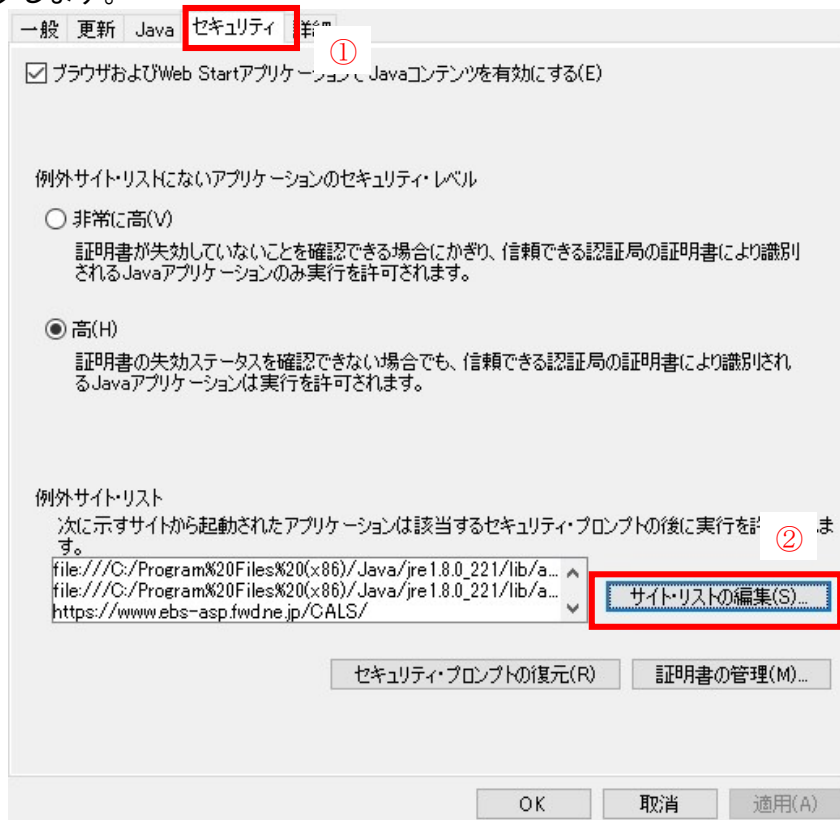 します。
一般 更新 Java セキュリティ 詳細
①
ブラウザおよびWeb StartアプリケーションでJavaコンテンツを有効にする(E)
例外サイト・リストにないアプリケーションのセキュリティ・レベル
非常に高(V)
証明書が失効していないことを確認できる場合にかぎり、信頼できる認証局の証明書により識別
されるJavaアプリケーションのみ実行を許可されます。
高(H)
証明書の失効ステータスを確認できない場合でも、信頼できる認証局の証明書により識別され
るJavaアプリケーションは実行を許可されます。
例外サイト・リスト
次に示すサイトから起動されたアプリケーションは該当するセキュリティ・プロンプトの後に実行を許 ま
②
す。
file:///C:/Program%20Files%20(x86)/Java/jre1.8.0_221/lib/a...
file:///C:/Program%20Files%20(x86)/Java/jre1.8.0_221/lib/a...
https://www.ebs-asp.fwd.ne.jp/CALS/
サイト・リストの編集(S)...
セキュリティ・プロンプトの復元(R) 証明書の管理(M)...
OK 取消 適用(A)